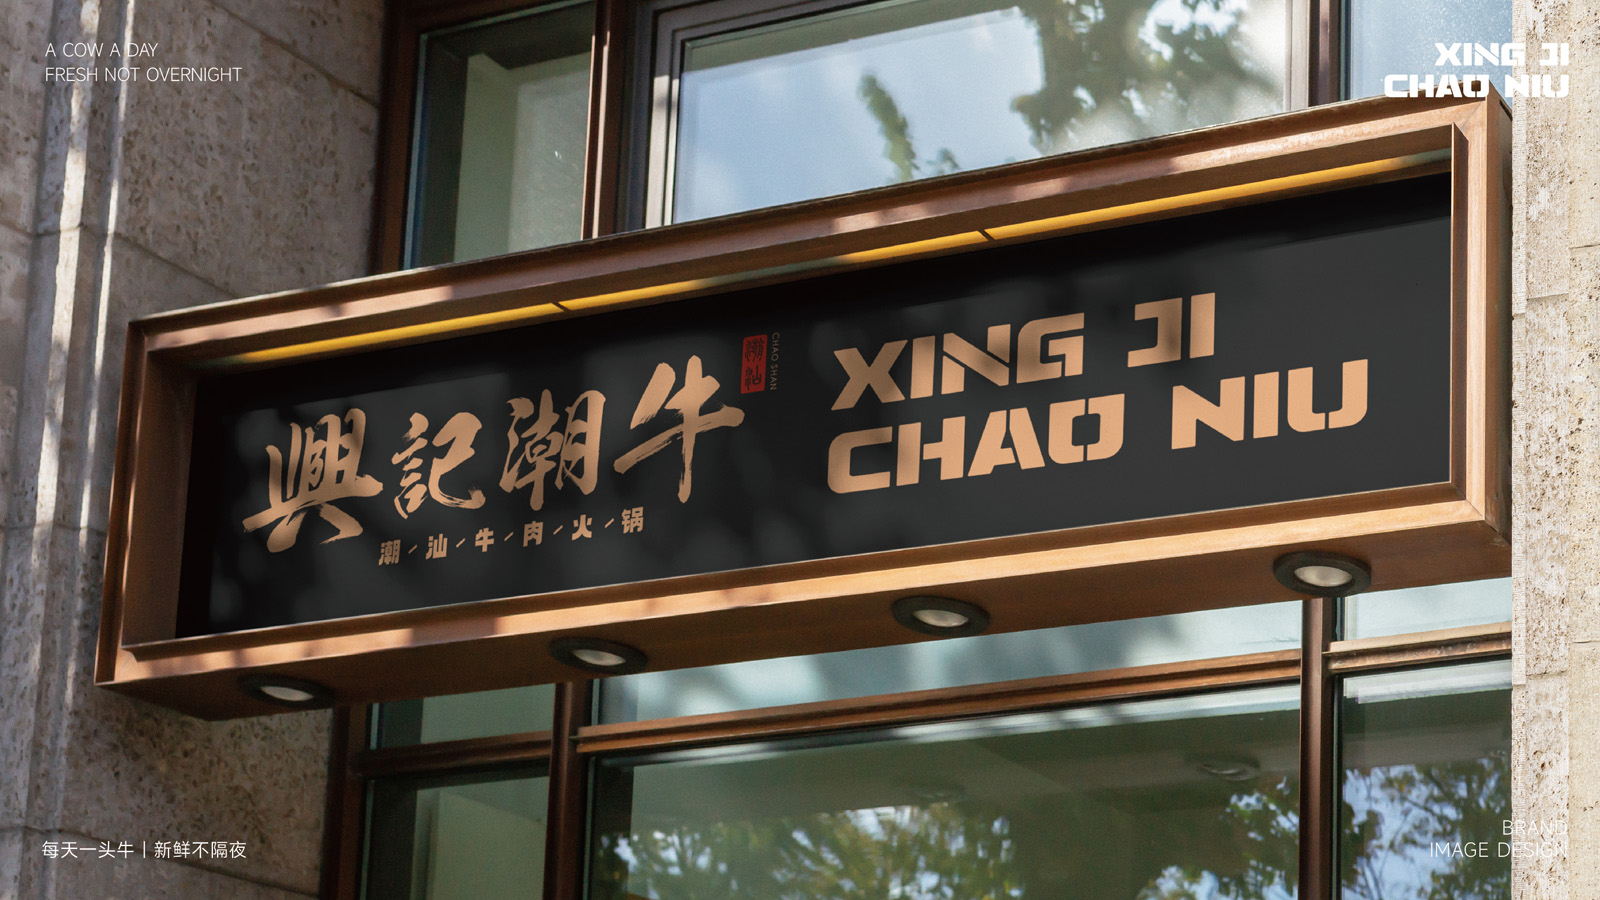 A COW A DAY
FRESH NOT OVERNIGHT
XING JI
CHAO NIU
興記潮牛
潮汕
CHAO SHAN
潮·汕·牛·肉·火·锅
XING JI
CHAO NIU
每天一头牛 | 新鲜不隔夜
BRAND
IMAGE DESIGN